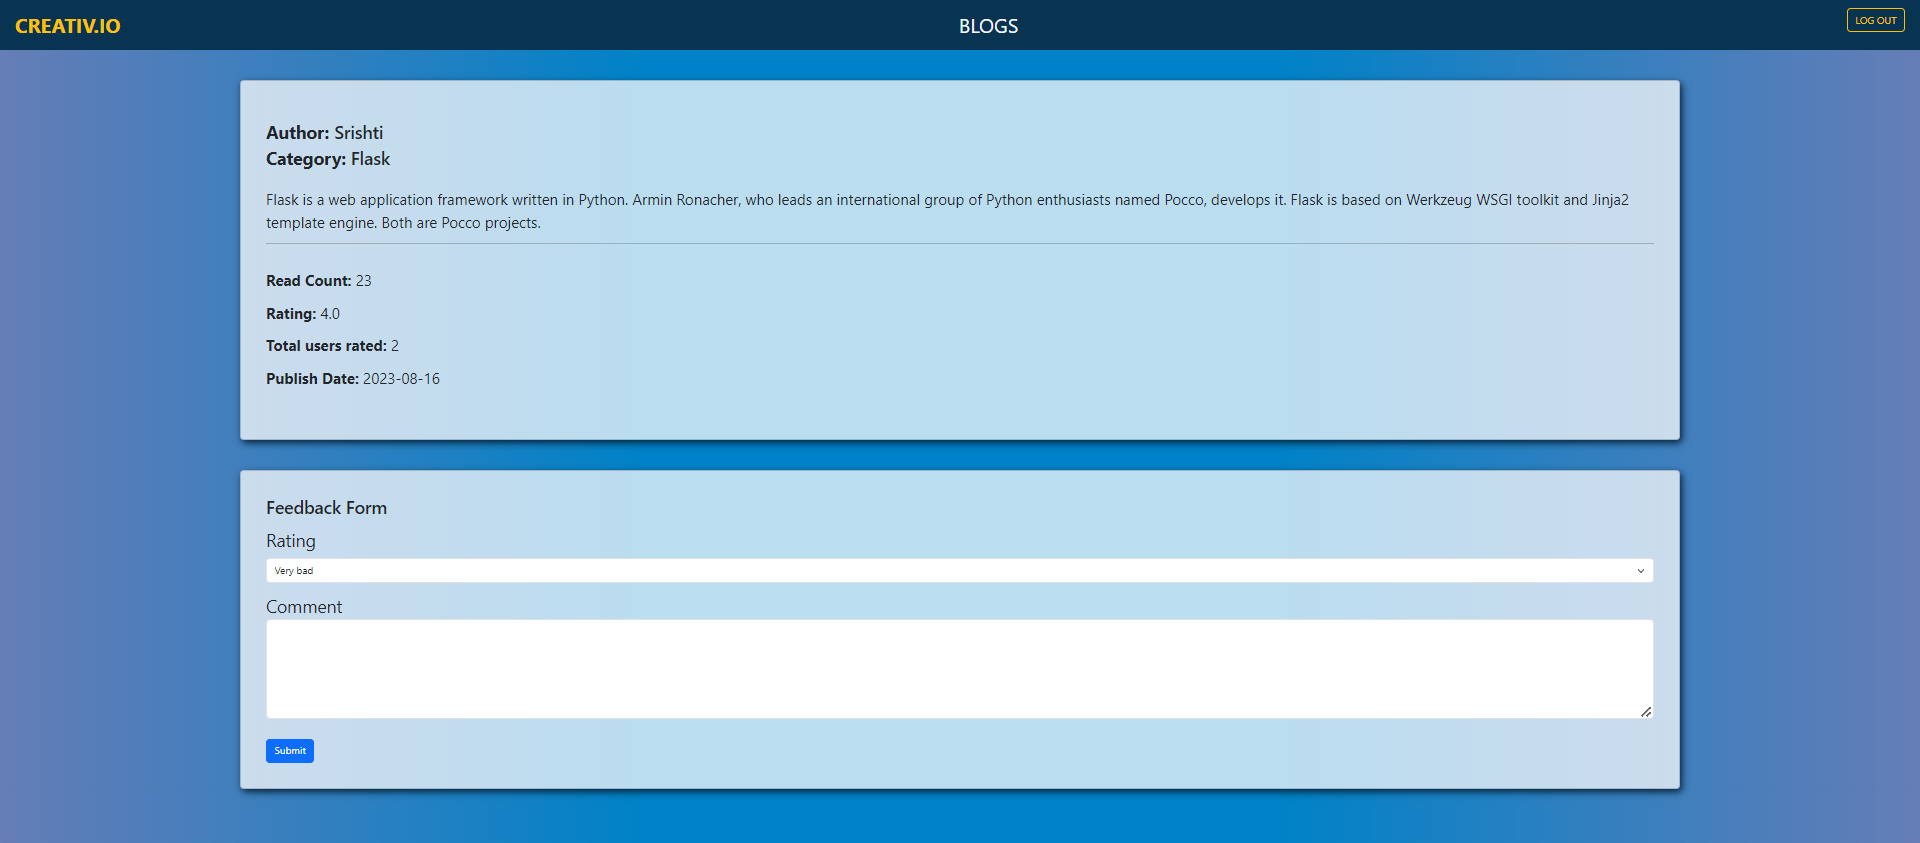 CREATIV.IO
BLOGS
LOG OUT
Author: Srishti
Category: Flask
Flask is a web application framework written in Python. Armin Ronacher, who leads an international group of Python enthusiasts named Pocco, develops it. Flask is based on Werkzeug WSGI toolkit and Jinja2
template engine. Both are Pocco projects.
Read Count: 23
Rating: 4.0
Total users rated: 2
Publish Date: 2023-08-16
Feedback Form
Rating
Very bad
Comment
Submit